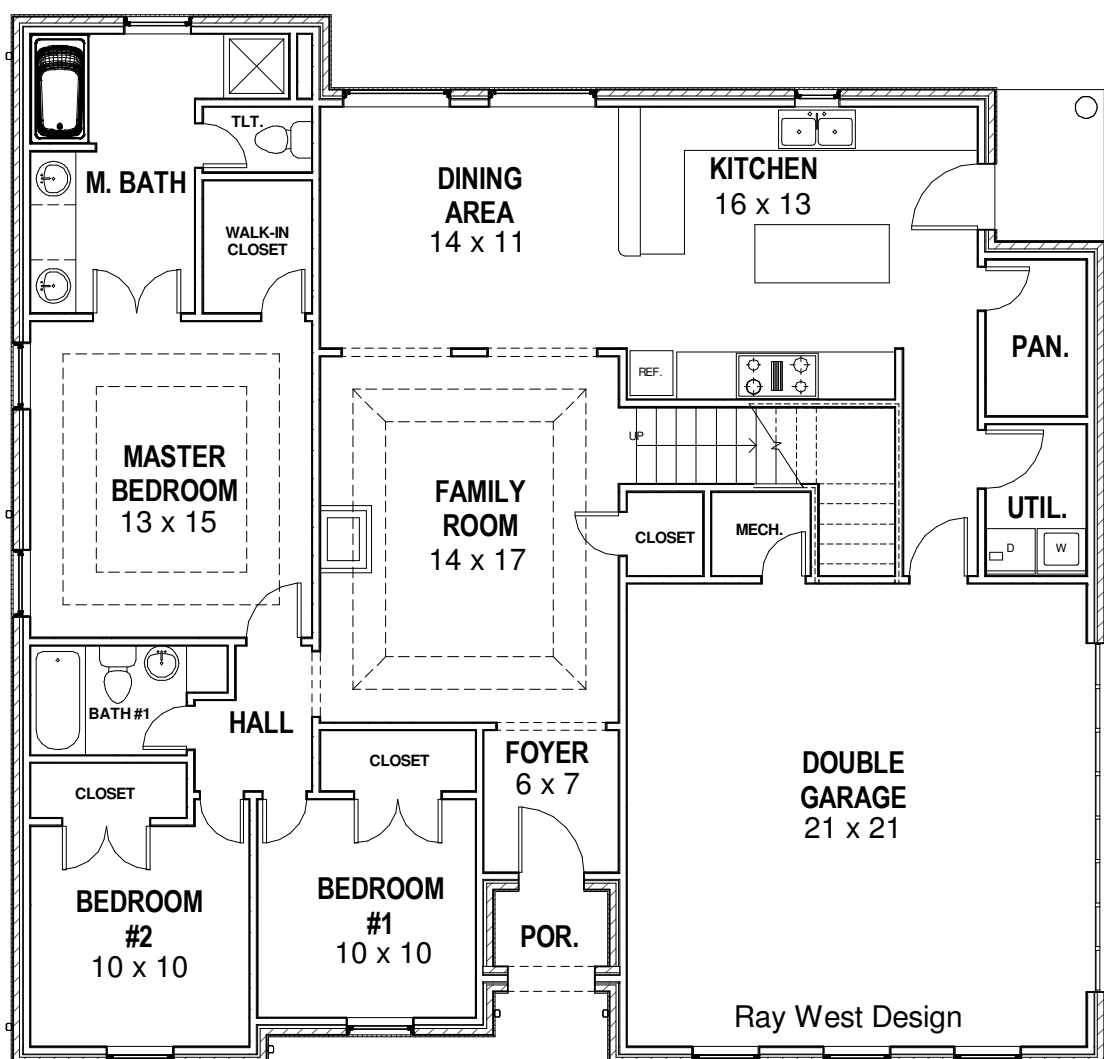 TLT.
M. BATH
WALK-IN
CLOSET
DINING
AREA
14 x 11
KITCHEN
16 x 13
PAN.
REF.
UP
MASTER
BEDROOM
13 x 15
FAMILY
ROOM
14 x 17
CLOSET
MECH.
UTIL.
D
W
BATH #1
HALL
CLOSET
CLOSET
FOYER
6 x 7
DOUBLE
GARAGE
21 x 21
BEDROOM
#2
10 x 10
BEDROOM
#1
10 x 10
POR.
Ray West Design